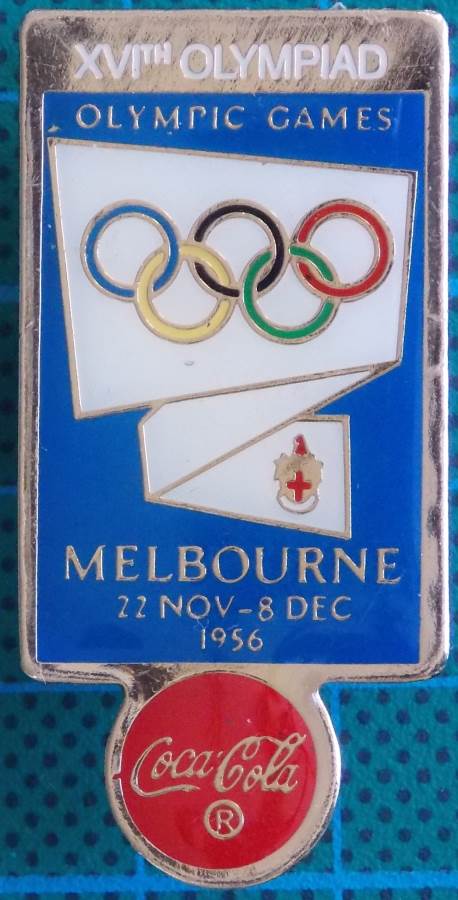 XVITH OLYMPIAD
OLYMPIC GAMES
MELBOURNE
22 NOV-8 DEC
1956
Coca-Cola
®